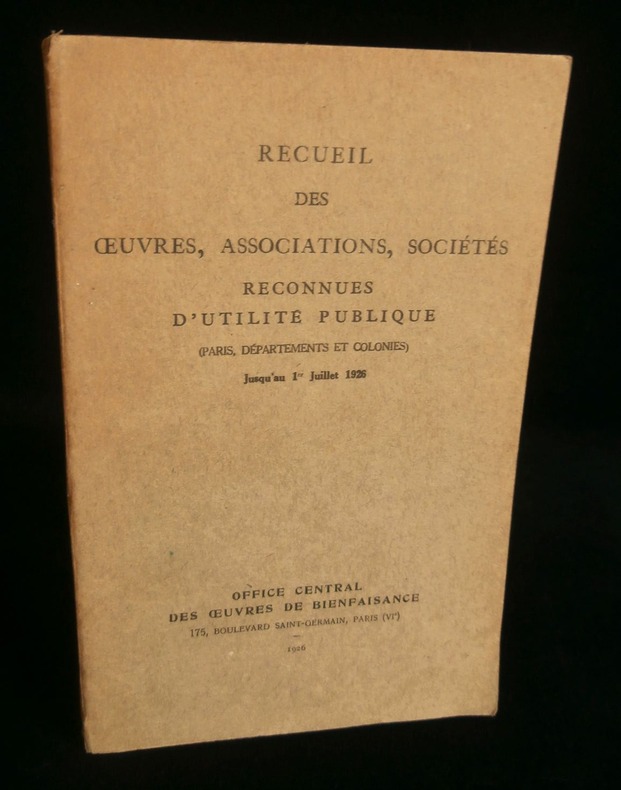 RECUEIL
DES
ŒUVRES, ASSOCIATIONS, SOCIÉTÉS
RECONNUES
D'UTILITÉ PUBLIQUE
(PARIS, DÉPARTEMENTS ET COLONIES)
Jusqu'au 1er Juillet 1926
OFFICE CENTRAL
DES ŒUVRES DE BIENFAISANCE
175, BOULEVARD SAINT-GERMAIN, PARIS (VIe)
1926